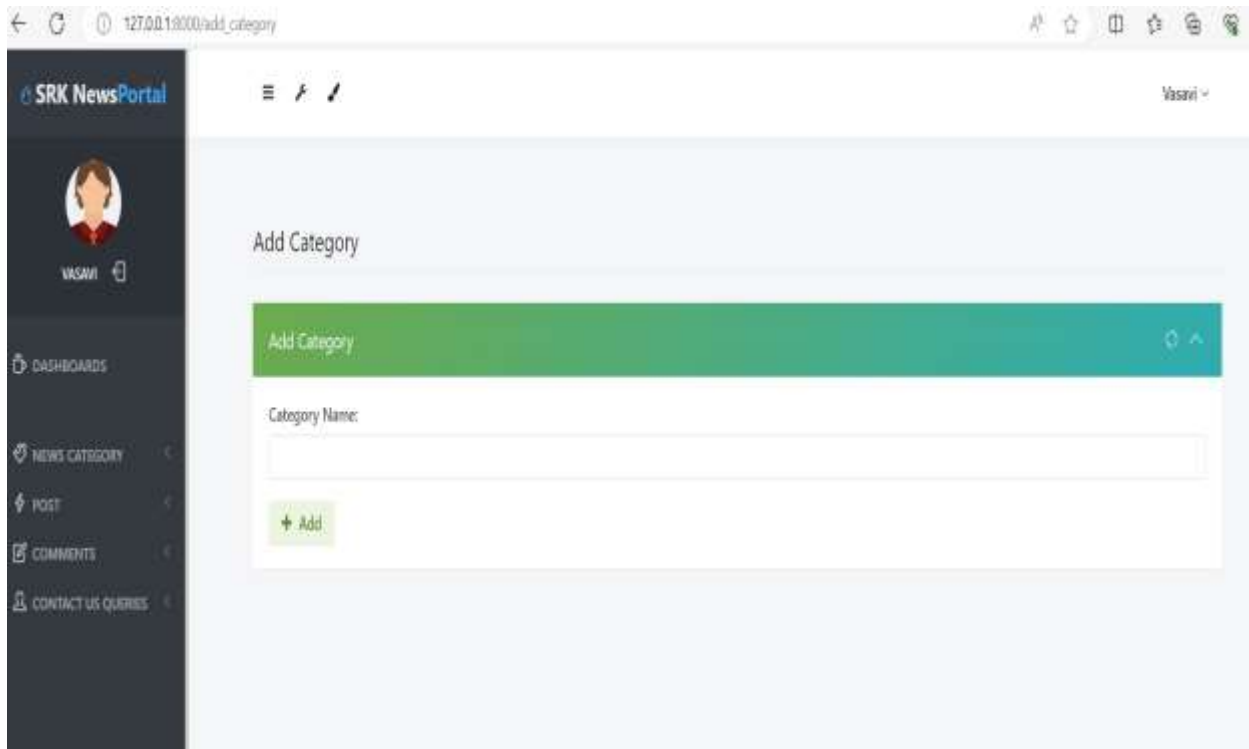 127.0.0.1:8000/add_category
SRK NewsPortal
Vasavi
VASAVI
Add Category
DASHBOARDS
Add Category
Category Name:
NEWS CATEGORY
POST
+ Add
COMMENTS
CONTACT US QUERIES